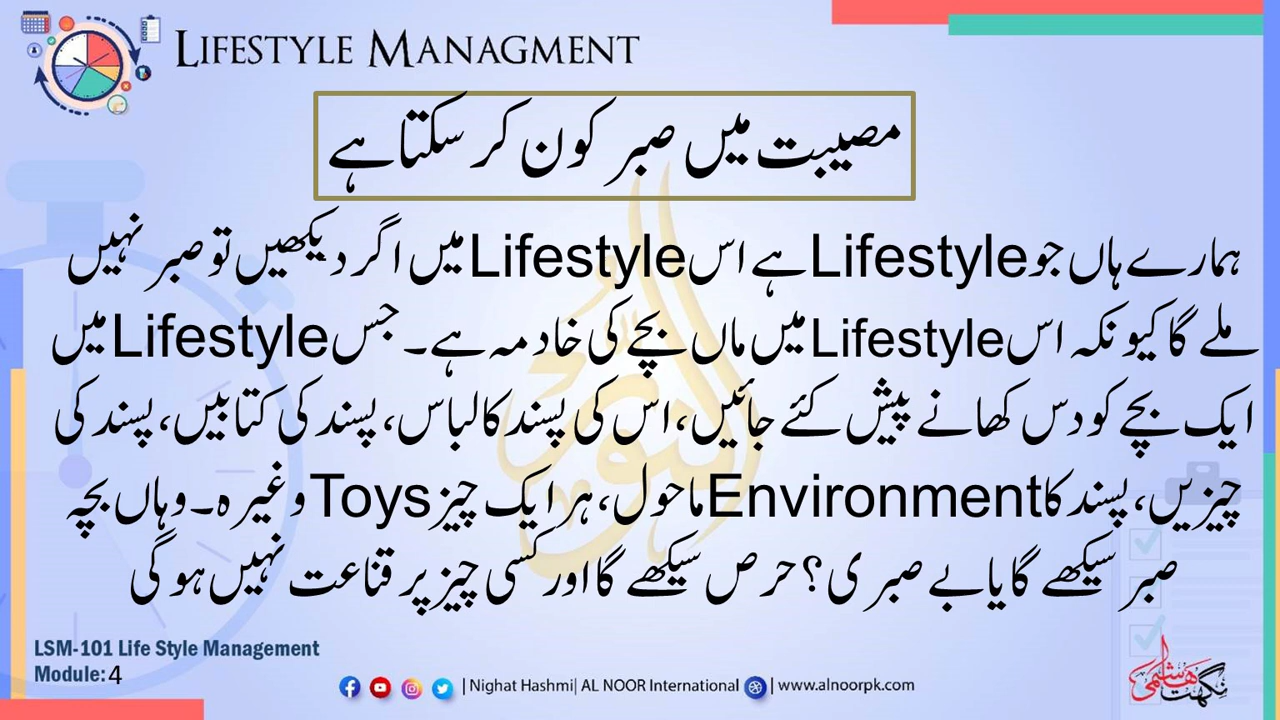 LIFESTYLE MANAGMENT
مصیبت میں صبر کون کر سکتا ہے
ہمارے ہاں جو Lifestyle ہے اس Lifestyle میں اگر دیکھیں تو صبر نہیں
ملے گا کیونکہ اس Lifestyle میں ماں بچے کی خادمہ ہے۔ جس Lifestyle میں
ایک بچے کو دس کھانے پیش کئے جائیں، اس کی پسند کا لباس، پسند کی کتابیں، پسند کی
چیزیں، پسند کا Environment ماحول، ہر ایک چیز Toys وغیرہ۔ وہاں بچہ
صبر سیکھے گا یا بے صبری؟ حرص سیکھے گا اور کسی چیز پر قناعت نہیں ہو گی
LSM-101 Life Style Management
Module: 4
| Nighat Hashmi| AL NOOR International | www.alnoorpk.com
نگہت ہاشمی
النور